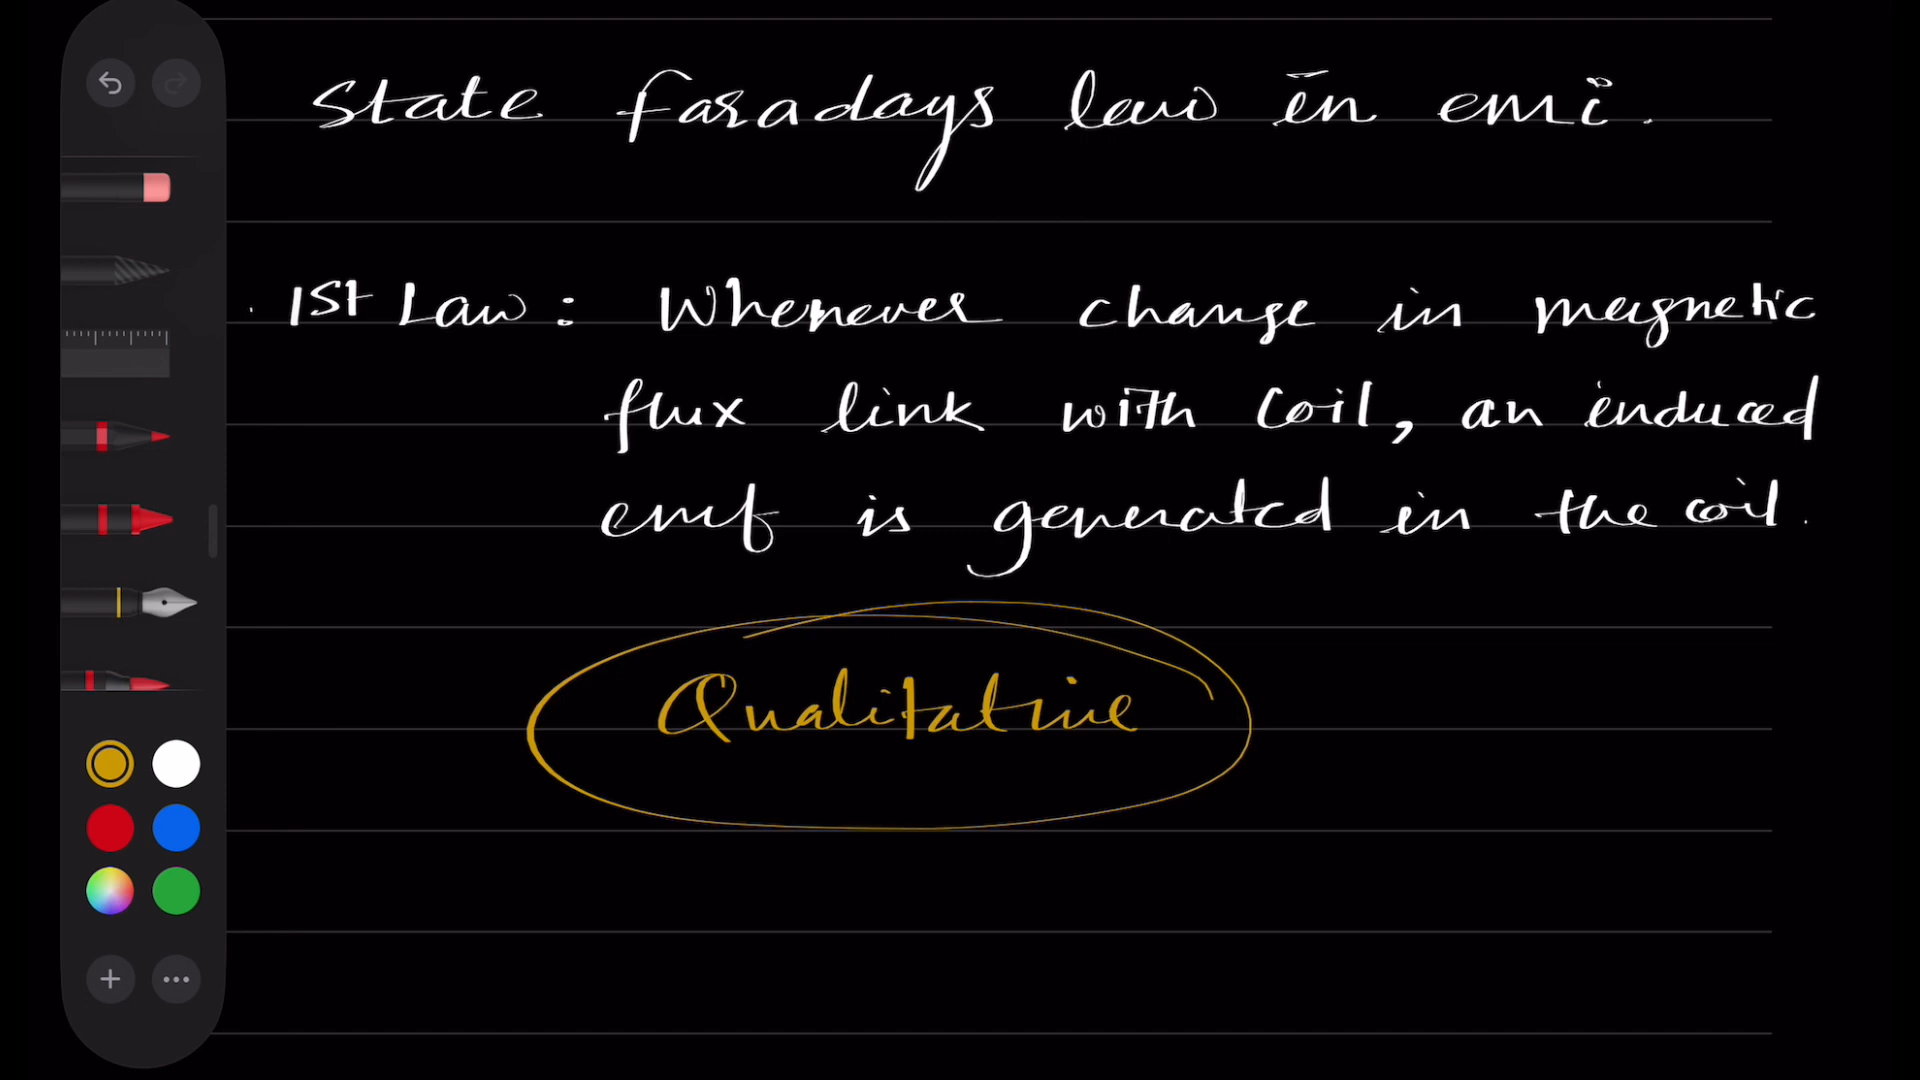 State faradays law in emi.
1st Law : Whenever change in magnetic
flux link with coil, an induced
emf is generated in the coil.
Qualitative